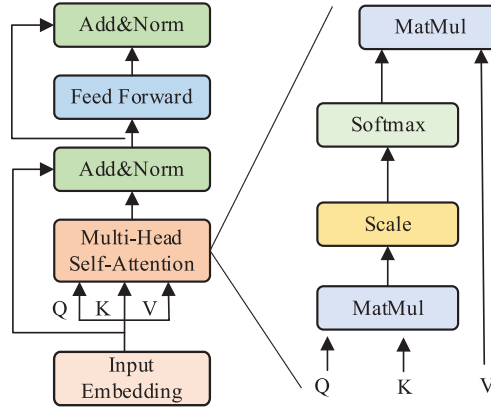 Add&Norm
Feed Forward
Add&Norm
Multi-Head
Self-Attention
Q K V
Input
Embedding
MatMul
Softmax
Scale
MatMul
Q K V